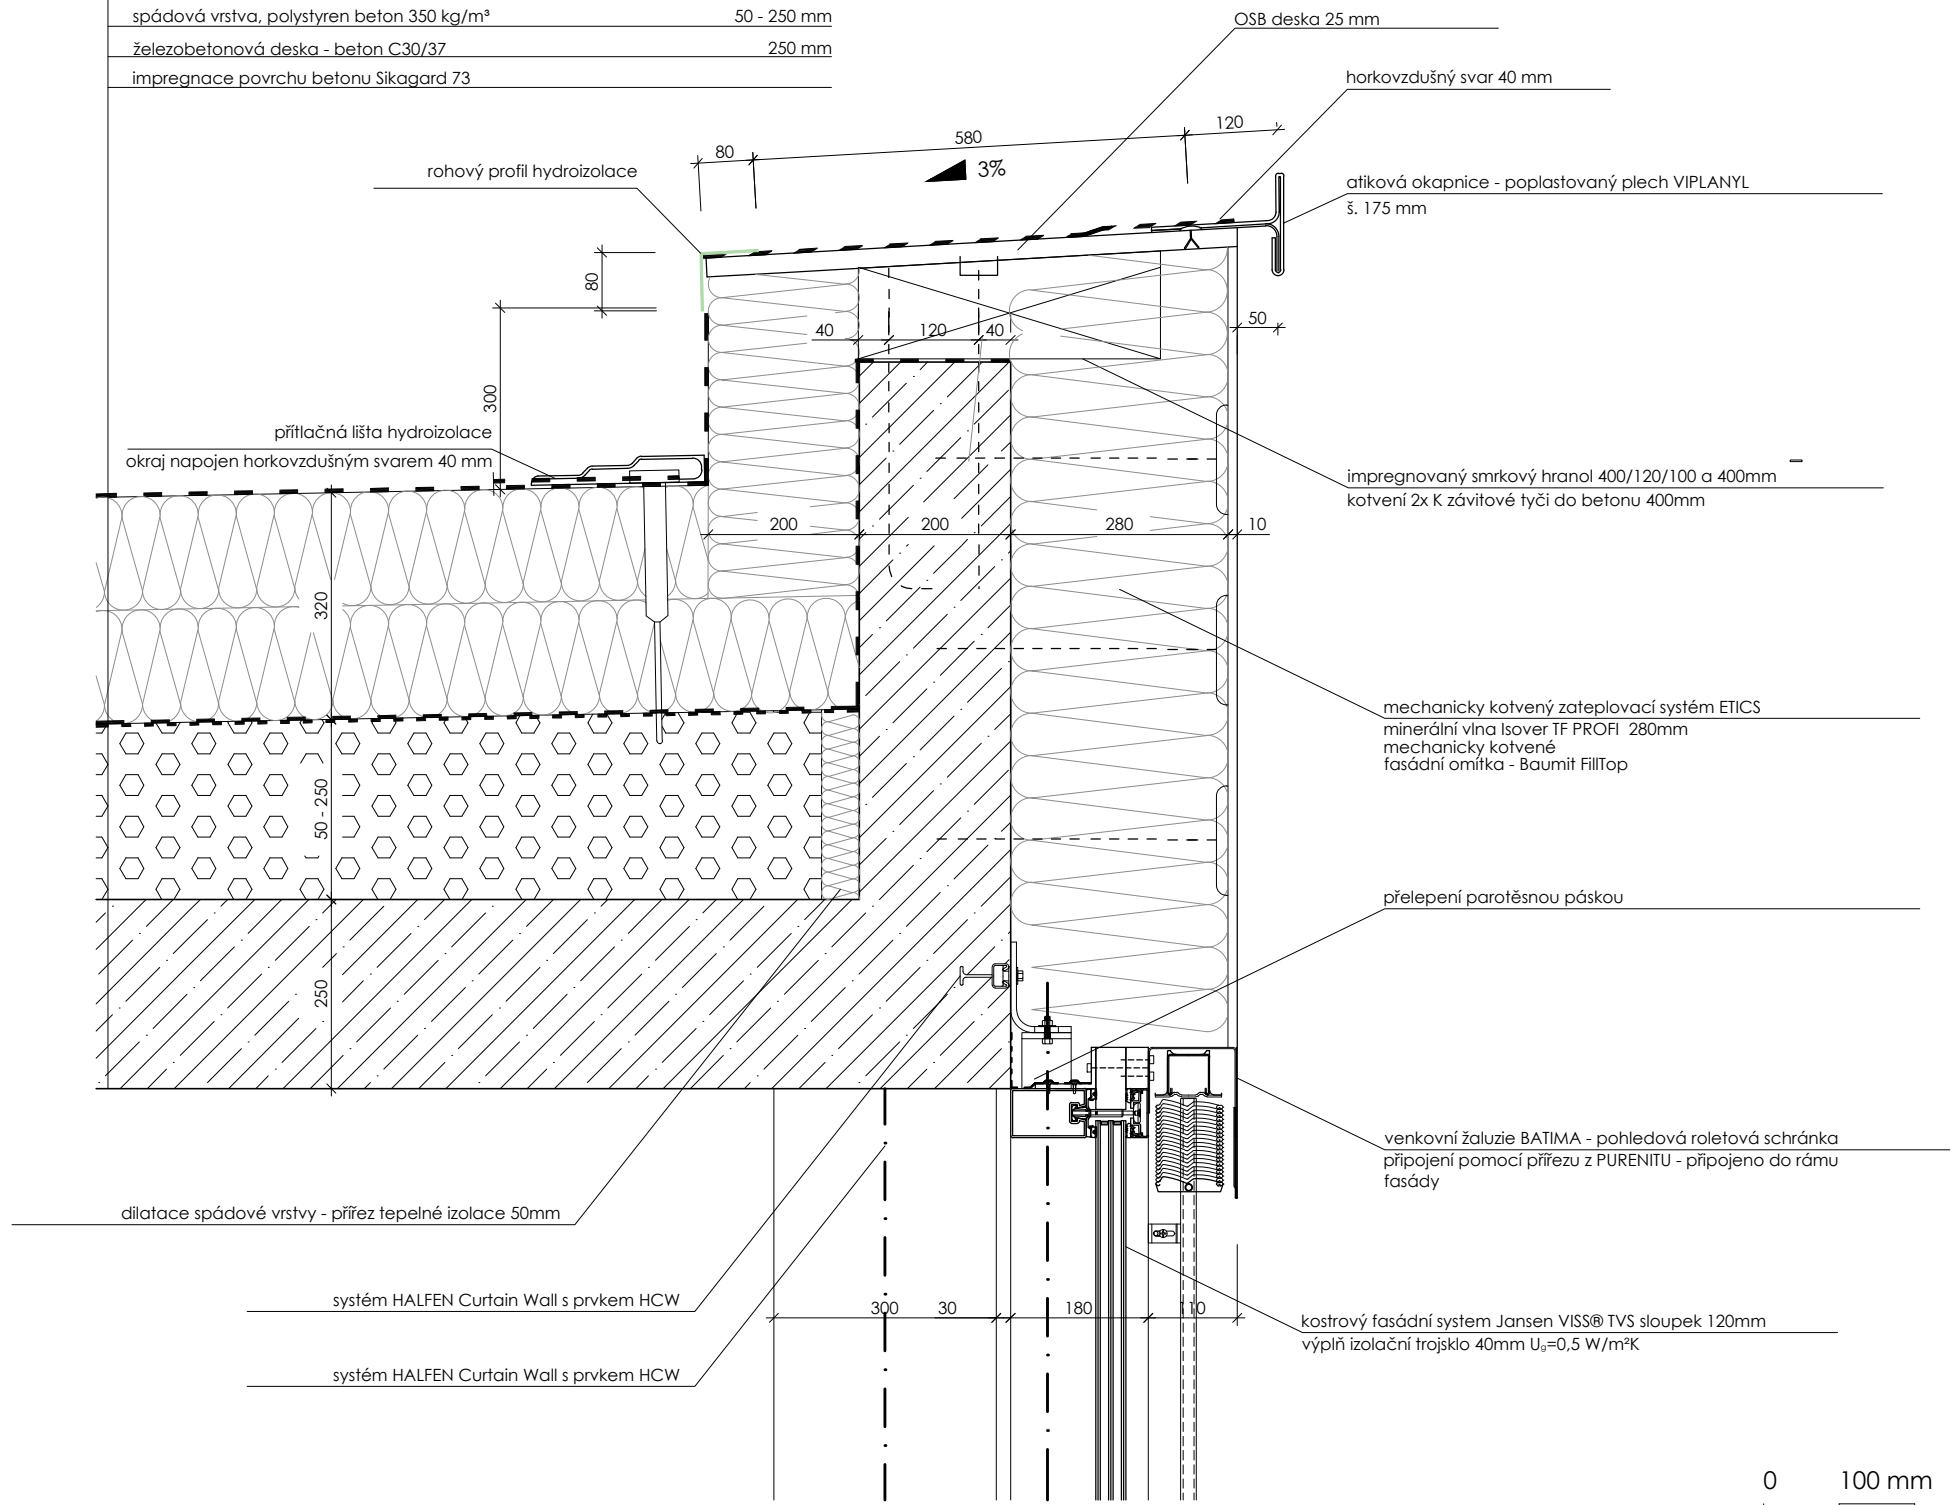 spádová vrstva, polystyren beton 350 kg/m³ 50 - 250 mm
železobetonová deska - beton C30/37 250 mm
impregnace povrchu betonu Sikagard 73
OSB deska 25 mm
horkovzdušný svar 40 mm
120
580
80
3%
rohový profil hydroizolace
atiková okapnice - poplastovaný plech VIPLANYL
š. 175 mm
80
50
40 120 40
300
přítlačná lišta hydroizolace
okraj napojen horkovzdušným svarem 40 mm
impregnovaný smrkový hranol 400/120/100 a 400mm
kotvení 2x K závitové tyči do betonu 400mm
200 200 280 10
320
mechanicky kotvený zateplovací systém ETICS
minerální vlna Isover TF PROFI 280mm
mechanicky kotvené
fasádní omítka - Baumit FillTop
50 - 250
přelepení parotěsnou páskou
250
venkovní žaluzie BATIMA - pohledová roletová schránka
připojení pomocí přířezu z PURENITU - připojeno do rámu
fasády
dilatace spádové vrstvy - přířez tepelné izolace 50mm
systém HALFEN Curtain Wall s prvkem HCW
300 30 180 110
kostrový fasádní system Jansen VISS® TVS sloupek 120mm
výplň izolační trojsklo 40mm Ug=0,5 W/m²K
systém HALFEN Curtain Wall s prvkem HCW
0 100 mm